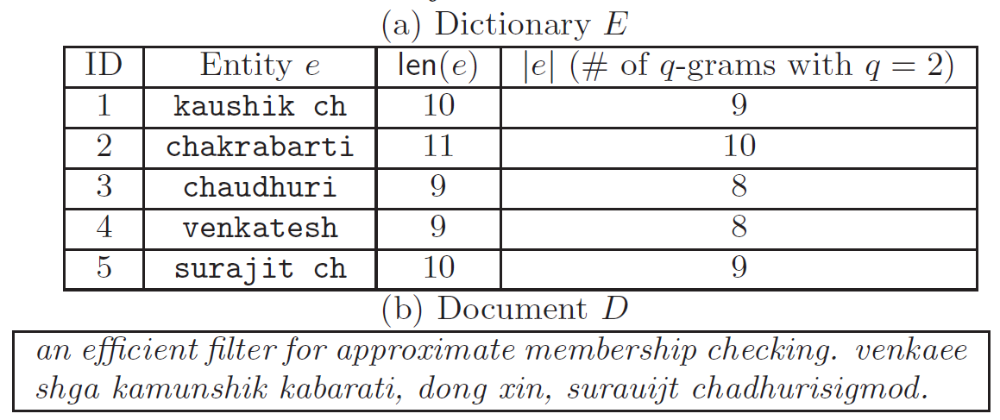 (a) Dictionary E
ID Entity e len(e) |e| (# of q-grams with q = 2)
1 kaushik ch 10 9
2 chakrabarti 11 10
3 chaudhuri 9 8
4 venkatesh 9 8
5 surajit ch 10 9
(b) Document D
an efficient filter for approximate membership checking. venkaee
shga kamunshik kabarati, dong xin, surauijt chadhurisigmod.